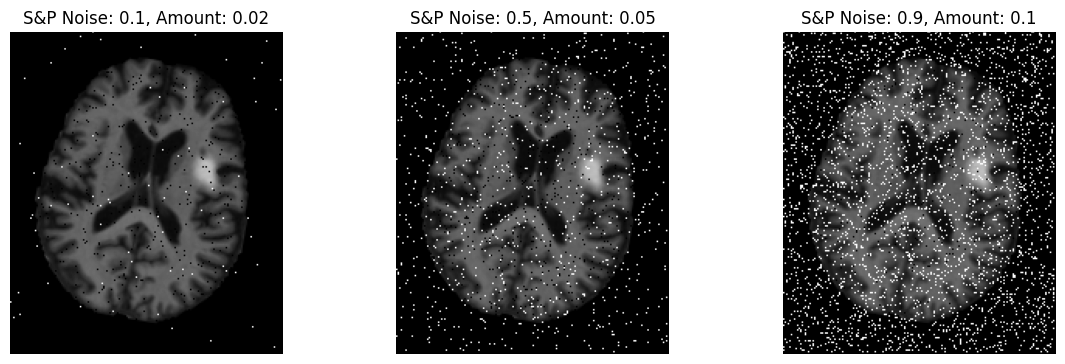 S&P Noise: 0.1, Amount: 0.02
S&P Noise: 0.5, Amount: 0.05
S&P Noise: 0.9, Amount: 0.1